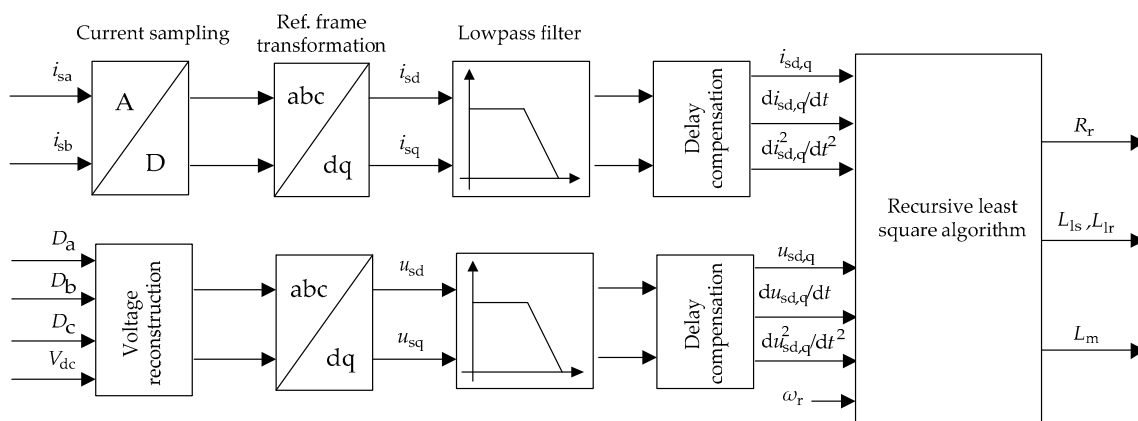 Current sampling
Ref. frame
transformation
Lowpass filter
i_sa
i_sb
A
D
abc
dq
i_sd
i_sq
Delay
compensation
i_sd,q
di_sd,q/dt
di²_sd,q/dt²
D_a
D_b
D_c
V_dc
Voltage
reconstruction
abc
dq
u_sd
u_sq
Delay
compensation
u_sd,q
du_sd,q/dt
du²_sd,q/dt²
ω_r
Recursive least
square algorithm
R_r
L_ls ,L_lr
L_m